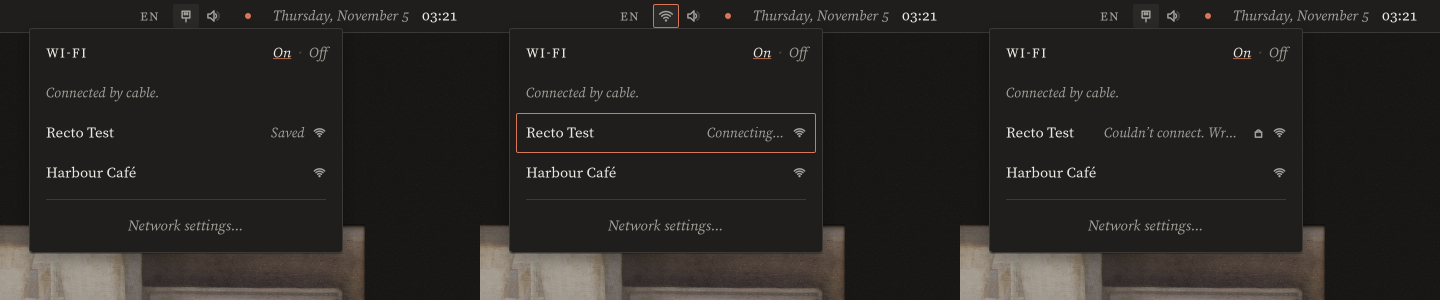 EN Thursday, November 5 03:21
WI-FI On · Off
Connected by cable.
Recto Test Saved
Harbour Café
Network settings...
EN Thursday, November 5 03:21
WI-FI On · Off
Connected by cable.
Recto Test Connecting...
Harbour Café
Network settings...
EN Thursday, November 5 03:21
WI-FI On · Off
Connected by cable.
Recto Test Couldn’t connect. Wr...
Harbour Café
Network settings...